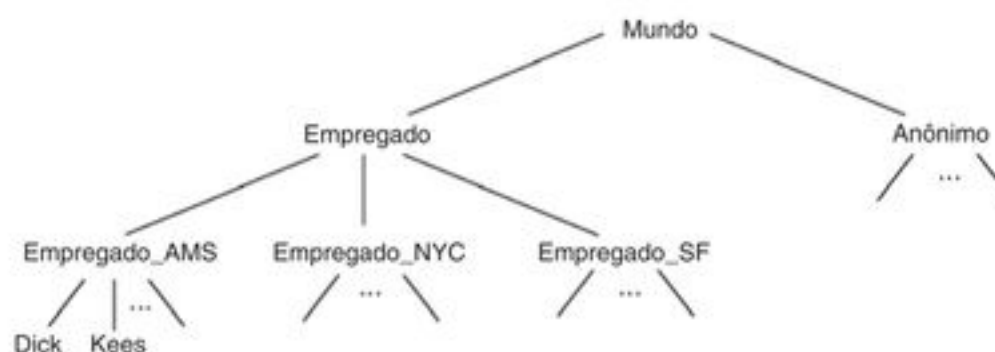 Mundo
Empregado Anônimo
...
Empregado_AMS Empregado_NYC Empregado_SF
... ... ...
Dick Kees